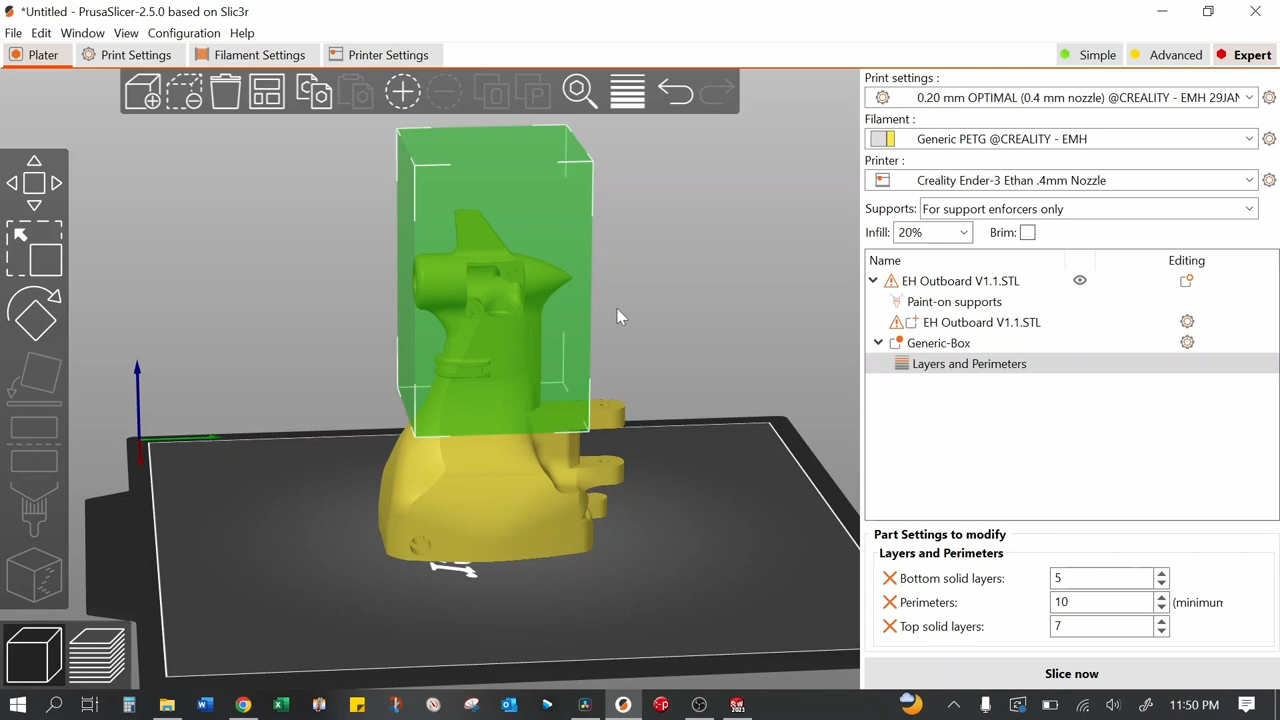 *Untitled - PrusaSlicer-2.5.0 based on Slic3r
File Edit Window View Configuration Help
Plater Print Settings Filament Settings Printer Settings Simple Advanced Expert
Print settings :
0.20 mm OPTIMAL (0.4 mm nozzle) @CREALITY - EMH 29JAN
Filament :
Generic PETG @CREALITY - EMH
Printer :
Creality Ender-3 Ethan .4mm Nozzle
Supports: For support enforcers only
Infill: 20% Brim:
Name Editing
EH Outboard V1.1.STL
Paint-on supports
EH Outboard V1.1.STL
Generic-Box
Layers and Perimeters
Part Settings to modify
Layers and Perimeters
Bottom solid layers: 5
Perimeters: 10 (minimun
Top solid layers: 7
Slice now
11:50 PM